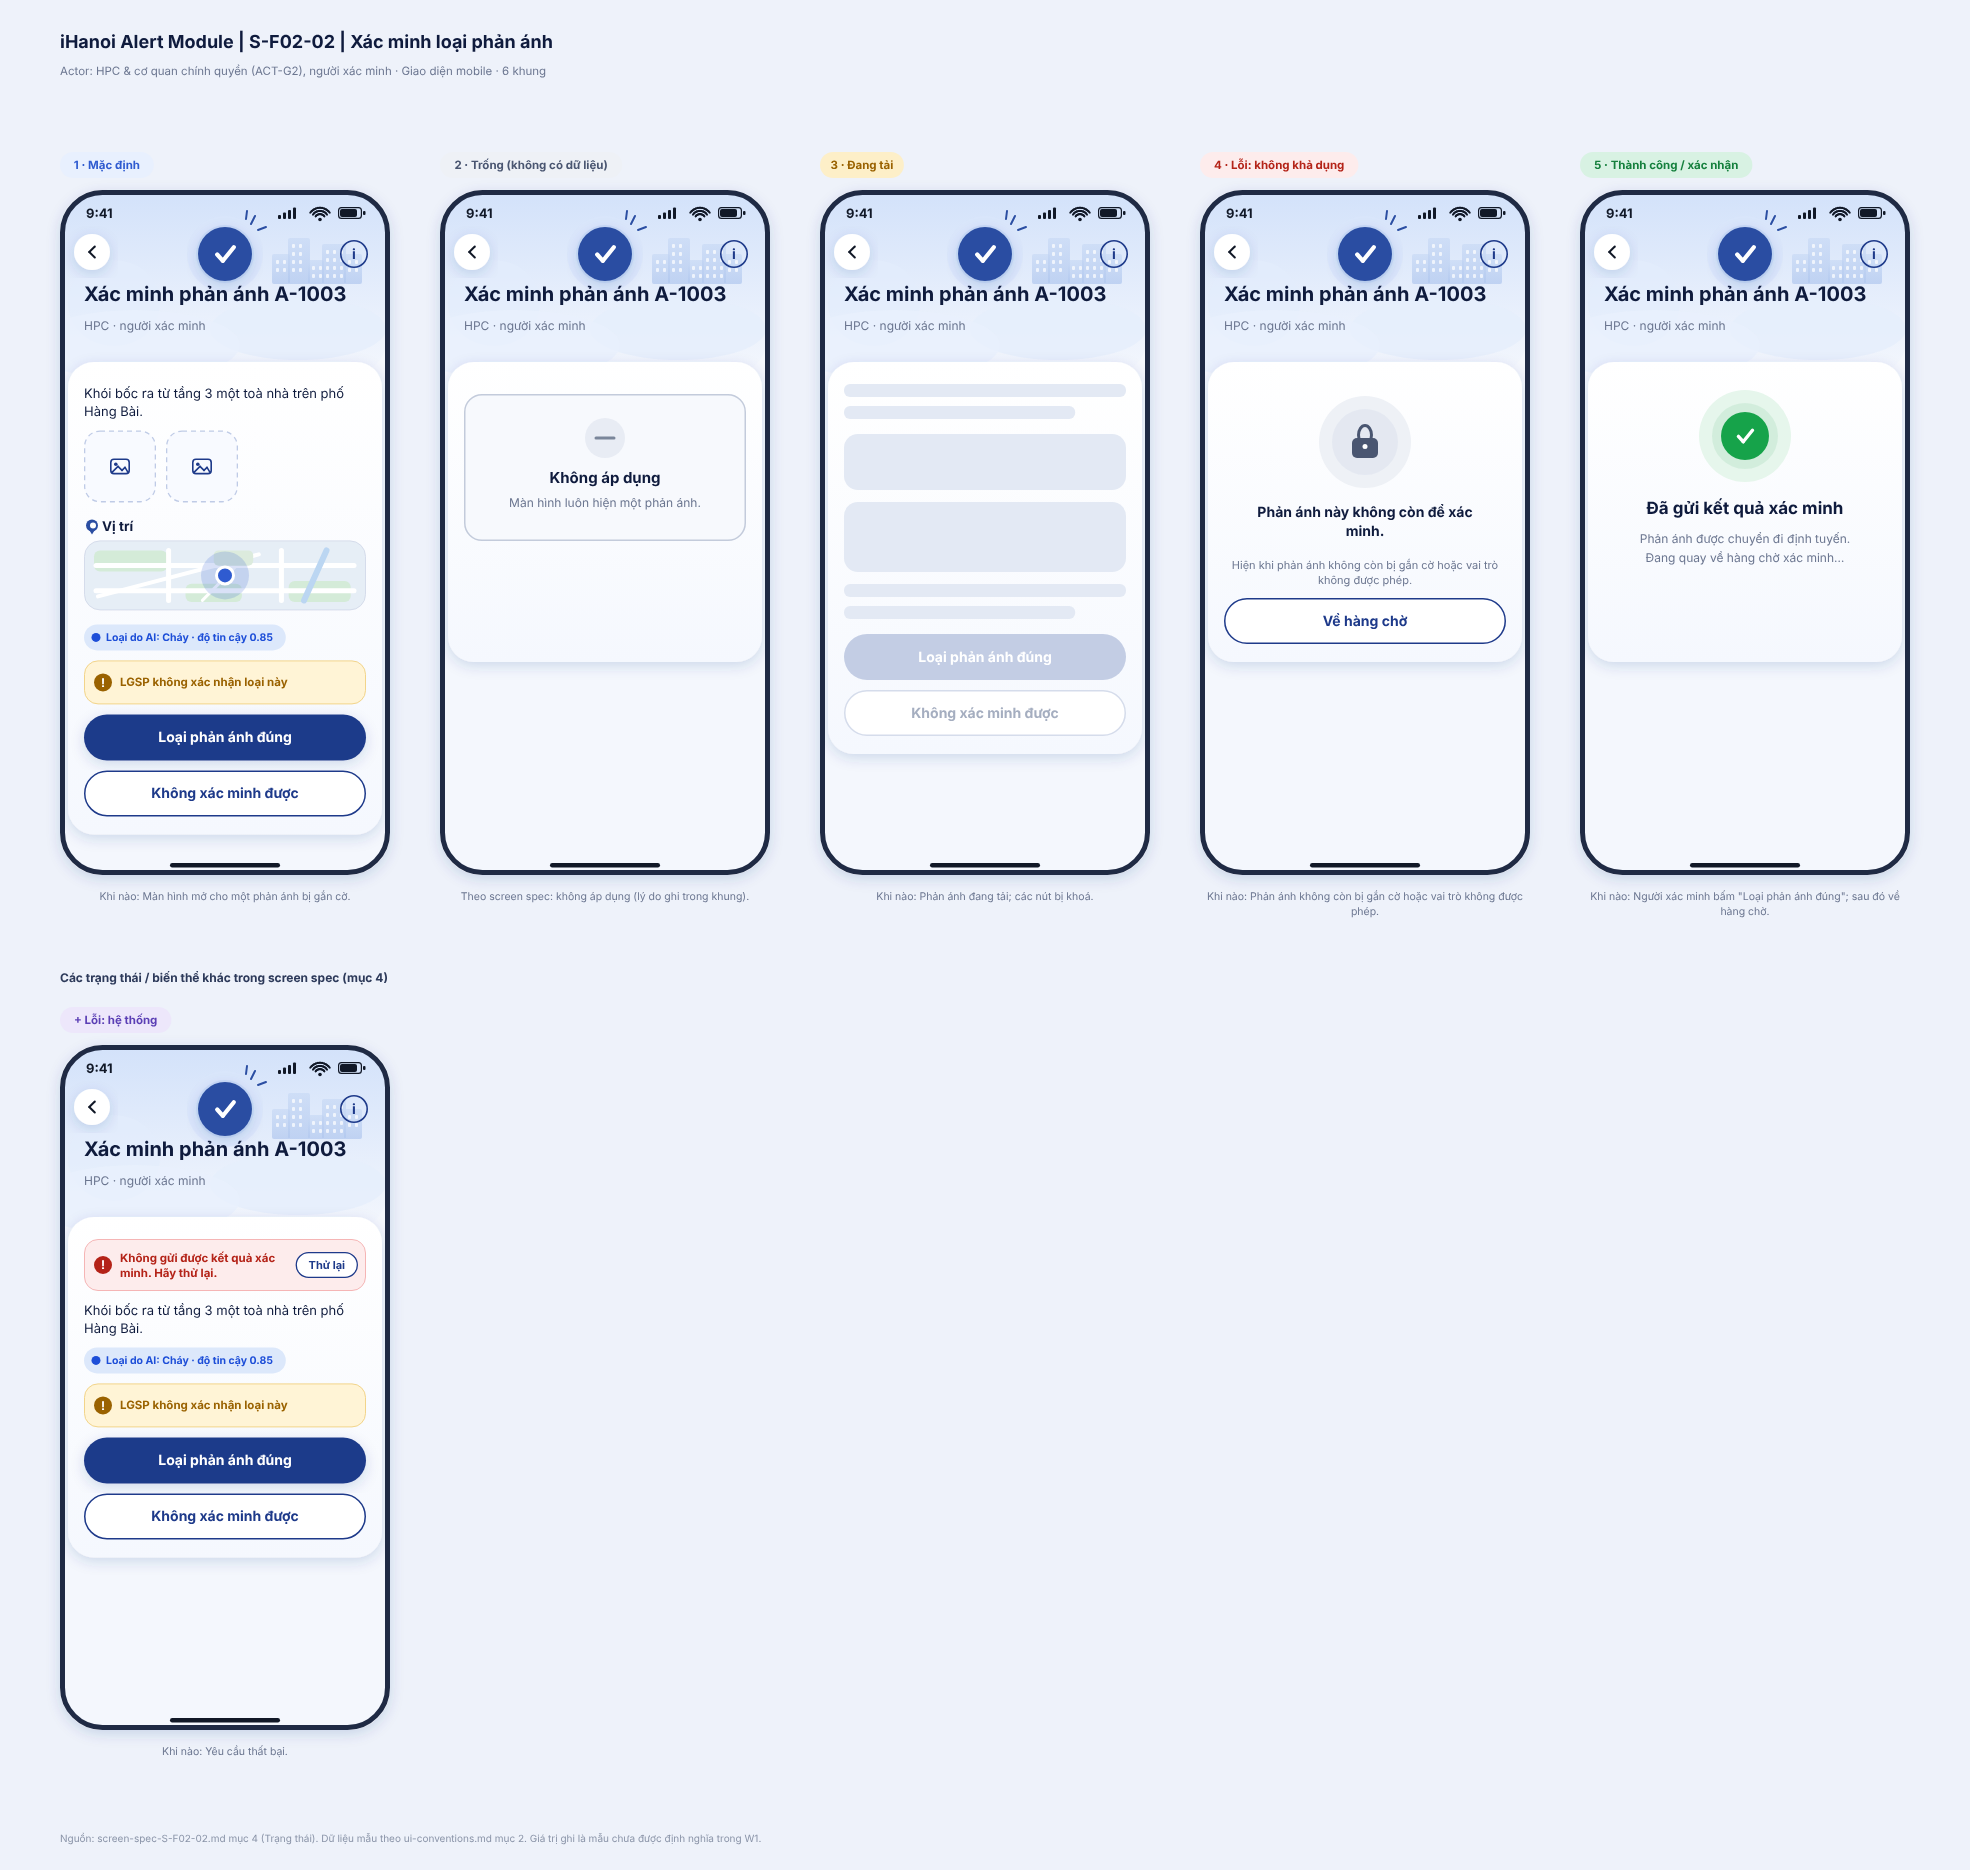 iHanoi Alert Module | S-F02-02 | Xác minh loại phản ánh
Actor: HPC & cơ quan chính quyền (ACT-G2), người xác minh · Giao diện mobile · 6 khung
1 · Mặc định
9:41
Xác minh phản ánh A-1003
HPC · người xác minh
Khói bốc ra từ tầng 3 một toà nhà trên phố
Hàng Bài.
Vị trí
Loại do AI: Cháy · độ tin cậy 0.85
! LGSP không xác nhận loại này
Loại phản ánh đúng
Không xác minh được
Khi nào: Màn hình mở cho một phản ánh bị gắn cờ.
2 · Trống (không có dữ liệu)
9:41
i
Xác minh phản ánh A-1003
HPC · người xác minh
Không áp dụng
Màn hình luôn hiện một phản ánh.
Theo screen spec: không áp dụng (lý do ghi trong khung).
3 · Đang tải
9:41
i
Xác minh phản ánh A-1003
HPC · người xác minh
Loại phản ánh đúng
Không xác minh được
Khi nào: Phản ánh đang tải; các nút bị khoá.
4 · Lỗi: không khả dụng
9:41
i
Xác minh phản ánh A-1003
HPC · người xác minh
Phản ánh này không còn để xác
minh.
Hiện khi phản ánh không còn bị gắn cờ hoặc vai trò
không được phép.
Về hàng chờ
Khi nào: Phản ánh không còn bị gắn cờ hoặc vai trò không được
phép.
5 · Thành công / xác nhận
9:41
i
Xác minh phản ánh A-1003
HPC · người xác minh
Đã gửi kết quả xác minh
Phản ánh được chuyển đi định tuyến.
Đang quay về hàng chờ xác minh...
Khi nào: Người xác minh bấm "Loại phản ánh đúng"; sau đó về
hàng chờ.
Các trạng thái / biến thể khác trong screen spec (mục 4)
+ Lỗi: hệ thống
9:41
i
Xác minh phản ánh A-1003
HPC · người xác minh
! Không gửi được kết quả xác
minh. Hãy thử lại.
Thử lại
Khói bốc ra từ tầng 3 một toà nhà trên phố
Hàng Bài.
Loại do AI: Cháy · độ tin cậy 0.85
! LGSP không xác nhận loại này
Loại phản ánh đúng
Không xác minh được
Khi nào: Yêu cầu thất bại.
Nguồn: screen-spec-S-F02-02.md mục 4 (Trạng thái). Dữ liệu mẫu theo ui-conventions.md mục 2. Giá trị ghi là mẫu chưa được định nghĩa trong W1.